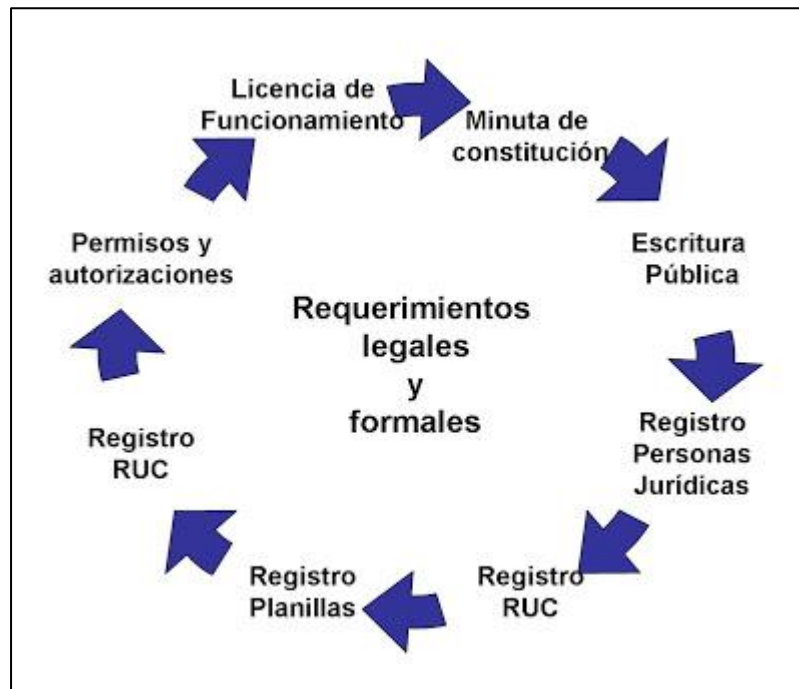 Licencia de
Funcionamiento
Minuta de
constitución
Escritura
Pública
Registro
Personas
Jurídicas
Registro
RUC
Registro
Planillas
Registro
RUC
Permisos y
autorizaciones
Requerimientos
legales
y
formales